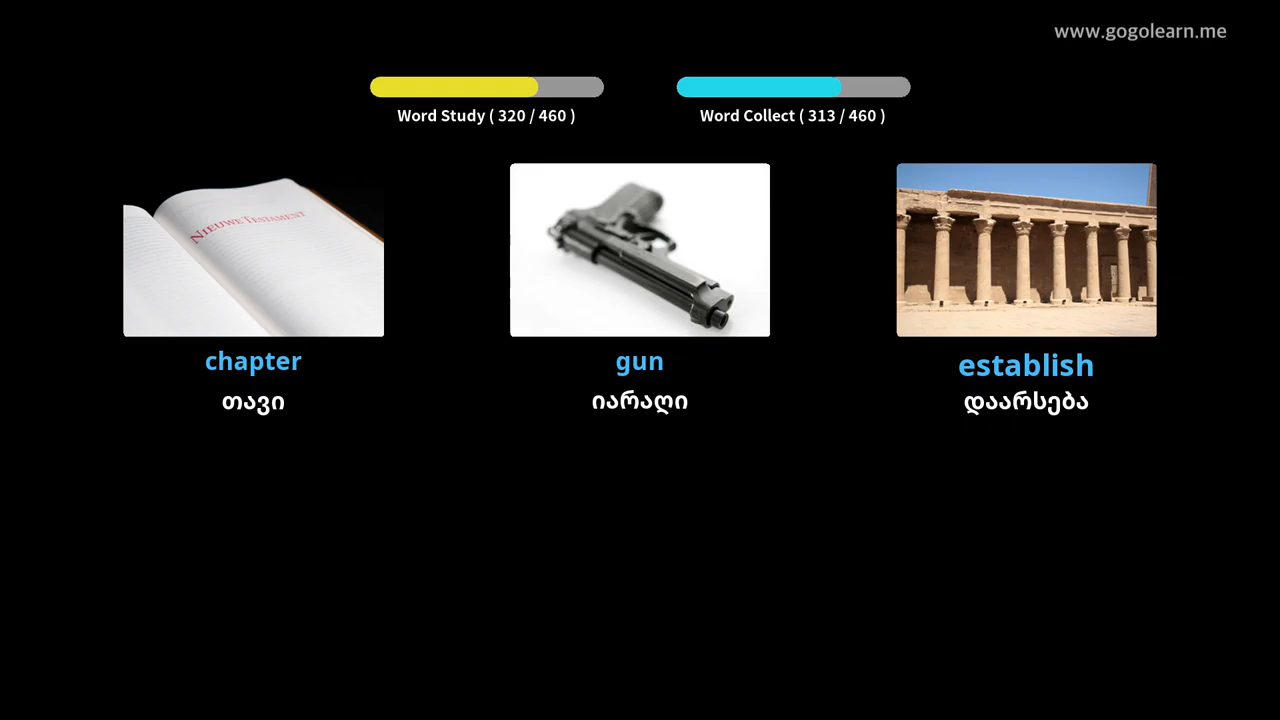 www.gogolearn.me
Word Study ( 320 / 460 )
Word Collect ( 313 / 460 )
NIEUWE TESTAMENT
chapter
gun
establish
თავი
იარაღი
დაარსება